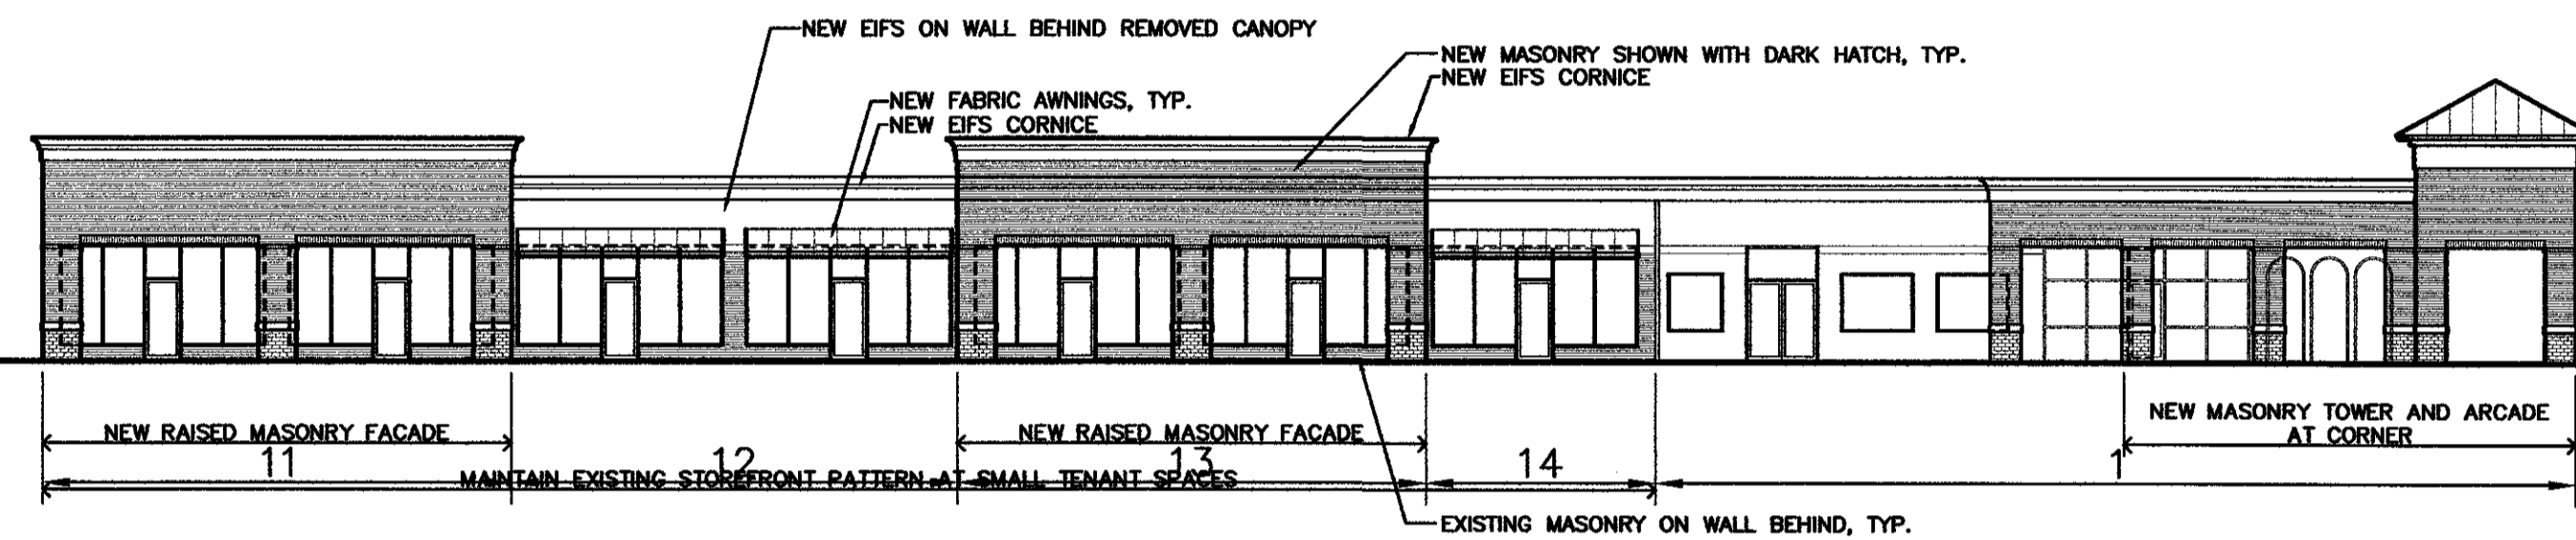 NEW EIFS ON WALL BEHIND REMOVED CANOPY
NEW MASONRY SHOWN WITH DARK HATCH, TYP.
NEW EIFS CORNICE
NEW FABRIC AWNINGS, TYP.
NEW EIFS CORNICE
NEW RAISED MASONRY FACADE
NEW RAISED MASONRY FACADE
NEW MASONRY TOWER AND ARCADE
AT CORNER
11
12
13
14
1
MAINTAIN EXISTING STOREFRONT PATTERN AT SMALL TENANT SPACES
EXISTING MASONRY ON WALL BEHIND, TYP.